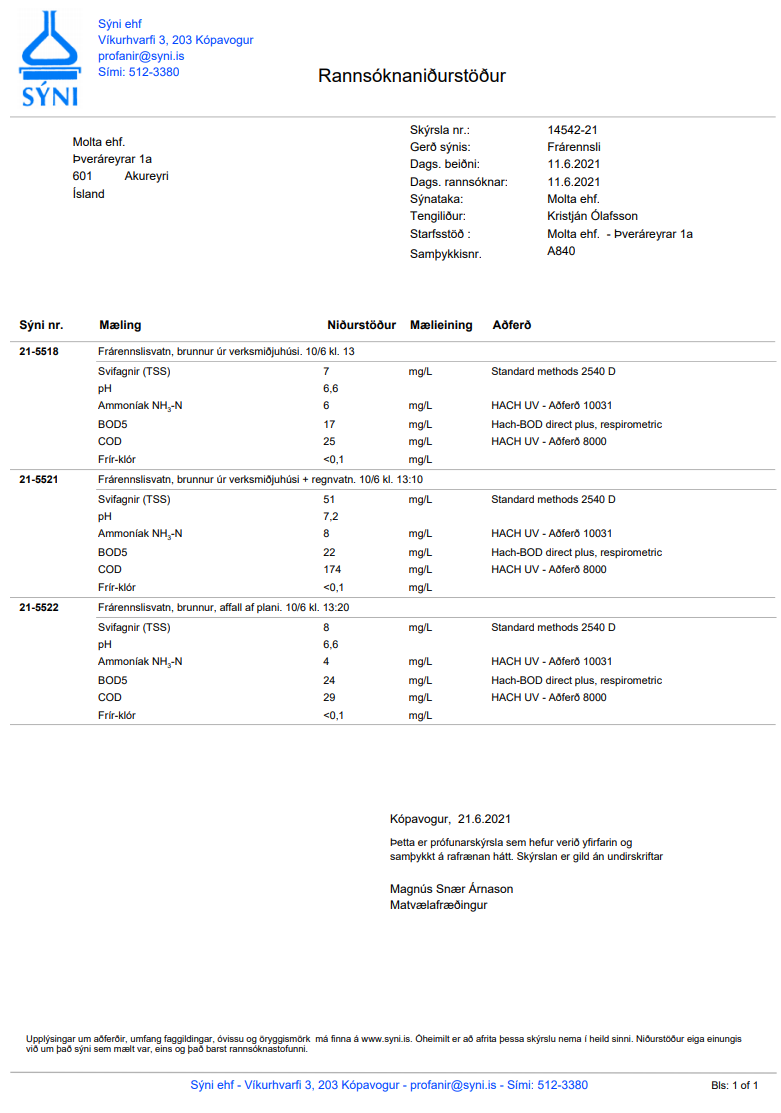 Sýni ehf
Víkurhvarfi 3, 203 Kópavogur
profanir@syni.is
Sími: 512-3380
SÝNI
Rannsóknaniðurstöður
Molta ehf.
Þveráreyrar 1a
601 Akureyri
Ísland
Skýrsla nr.: 14542-21
Gerð sýnis: Frárennsli
Dags. beiðni: 11.6.2021
Dags. rannsóknar: 11.6.2021
Sýnataka: Molta ehf.
Tengiliður: Kristján Ólafsson
Starfsstöð : Molta ehf. - Þveráreyrar 1a
Samþykkisnr. A840
Sýni nr. Mæling Niðurstöður Mælieining Aðferð
21-5518 Frárennslisvatn, brunnur úr verksmiðjuhúsi. 10/6 kl. 13
Svifagnir (TSS) 7 mg/L Standard methods 2540 D
pH 6,6
Ammoníak NH3-N 6 mg/L HACH UV - Aðferð 10031
BOD5 17 mg/L Hach-BOD direct plus, respirometric
COD 25 mg/L HACH UV - Aðferð 8000
Frír-klór <0,1 mg/L
21-5521 Frárennslisvatn, brunnur úr verksmiðjuhúsi + regnvatn. 10/6 kl. 13:10
Svifagnir (TSS) 51 mg/L Standard methods 2540 D
pH 7,2
Ammoníak NH3-N 8 mg/L HACH UV - Aðferð 10031
BOD5 22 mg/L Hach-BOD direct plus, respirometric
COD 174 mg/L HACH UV - Aðferð 8000
Frír-klór <0,1 mg/L
21-5522 Frárennslisvatn, brunnur, affall af plani. 10/6 kl. 13:20
Svifagnir (TSS) 8 mg/L Standard methods 2540 D
pH 6,6
Ammoníak NH3-N 4 mg/L HACH UV - Aðferð 10031
BOD5 24 mg/L Hach-BOD direct plus, respirometric
COD 29 mg/L HACH UV - Aðferð 8000
Frír-klór <0,1 mg/L
Kópavogur, 21.6.2021
Þetta er prófunarskýrsla sem hefur verið yfirfarin og
samþykkt á rafrænan hátt. Skýrslan er gild án undirskriftar
Magnús Snær Árnason
Matvælafræðingur
Upplýsingar um aðferðir, umfang faggildingar, óvissu og öryggismörk má finna á www.syni.is. Óheimilt er að afrita þessa skýrslu nema í heild sinni. Niðurstöður eiga einungis
við um það sýni sem mælt var, eins og það barst rannsóknastofunni.
Sýni ehf - Víkurhvarfi 3, 203 Kópavogur - profanir@syni.is - Sími: 512-3380
Bls: 1 of 1